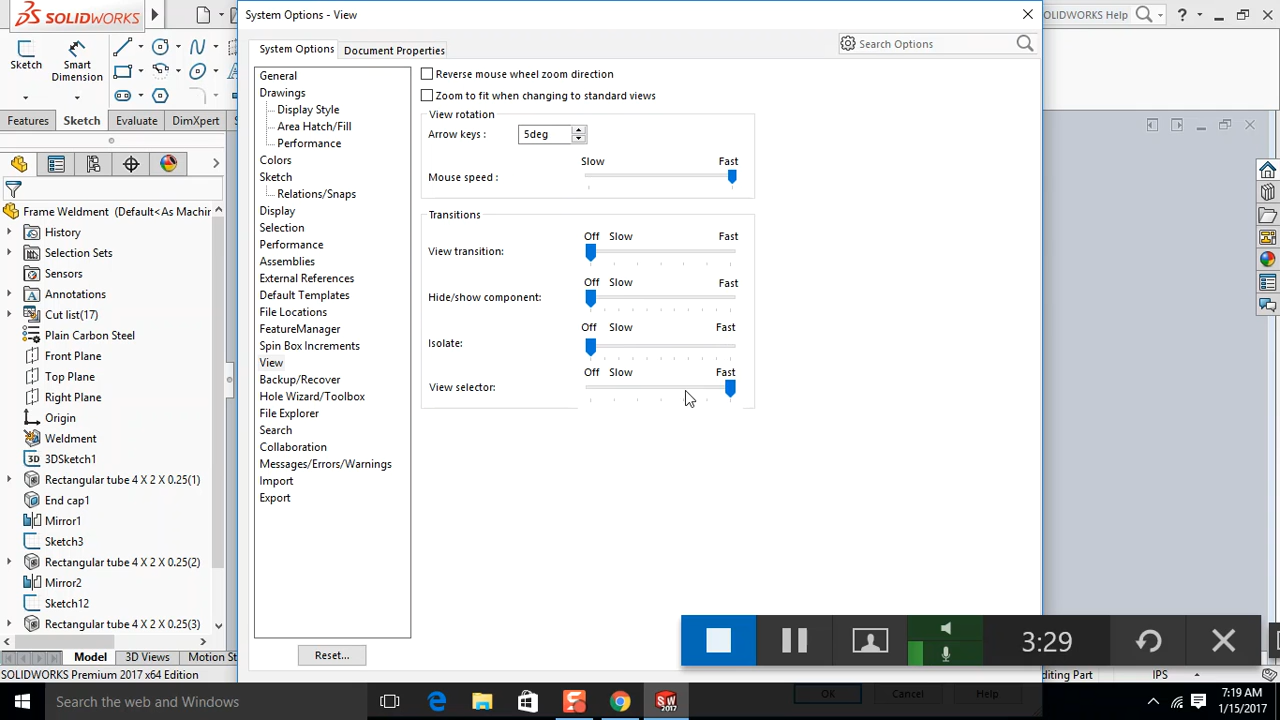 SOLIDWORKS
System Options - View
SOLIDWORKS Help
?
System Options
Document Properties
Search Options
Sketch
Smart
Dimension
Features
Sketch
Evaluate
DimXpert
General
Drawings
Display Style
Area Hatch/Fill
Performance
Colors
Sketch
Relations/Snaps
Display
Selection
Performance
Assemblies
External References
Default Templates
File Locations
FeatureManager
Spin Box Increments
View
Backup/Recover
Hole Wizard/Toolbox
File Explorer
Search
Collaboration
Messages/Errors/Warnings
Import
Export
Reset...
Reverse mouse wheel zoom direction
Zoom to fit when changing to standard views
View rotation
Arrow keys :
5deg
Slow
Fast
Mouse speed :
Transitions
Off Slow Fast
View transition:
Off Slow Fast
Hide/show component:
Off Slow Fast
Isolate:
Off Slow Fast
View selector:
OK
Cancel
Help
Frame Weldment (Default<As Machin
History
Selection Sets
Sensors
Annotations
Cut list(17)
Plain Carbon Steel
Front Plane
Top Plane
Right Plane
Origin
Weldment
3D 3DSketch1
Rectangular tube 4 X 2 X 0.25(1)
End cap1
Mirror1
Sketch3
Rectangular tube 4 X 2 X 0.25(2)
Mirror2
Sketch12
Rectangular tube 4 X 2 X 0.25(3)
Model
3D Views
Motion St
SOLIDWORKS Premium 2017 x64 Edition
3:29
Editing Part
IPS
Search the web and Windows
SW
2017
7:19 AM
1/15/2017